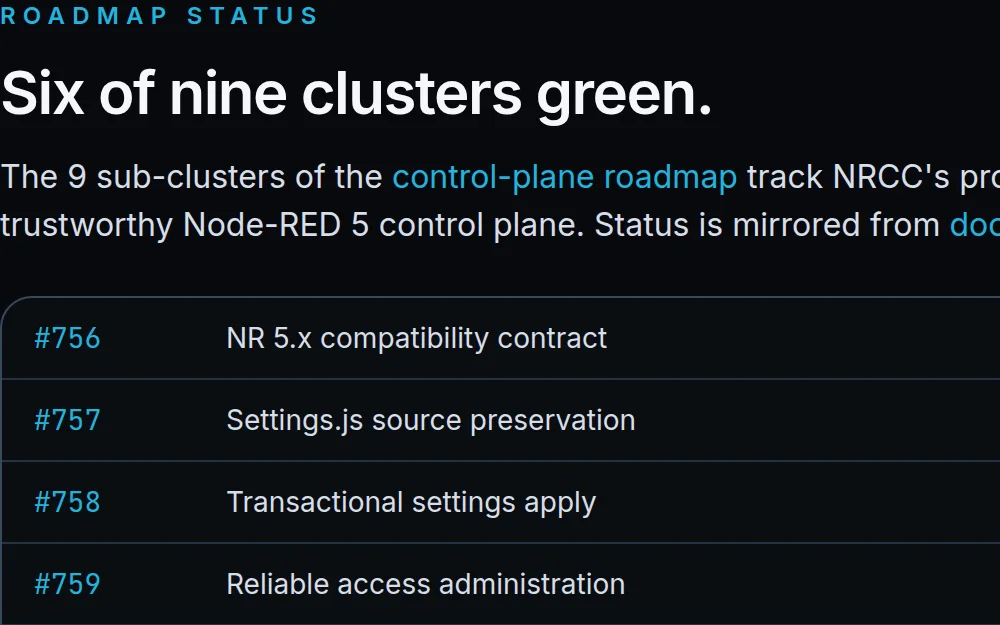 ROADMAP STATUS
Six of nine clusters green.
The 9 sub-clusters of the control-plane roadmap track NRCC's
trustworthy Node-RED 5 control plane. Status is mirrored from
#756 NR 5.x compatibility contract
#757 Settings.js source preservation
#758 Transactional settings apply
#759 Reliable access administration